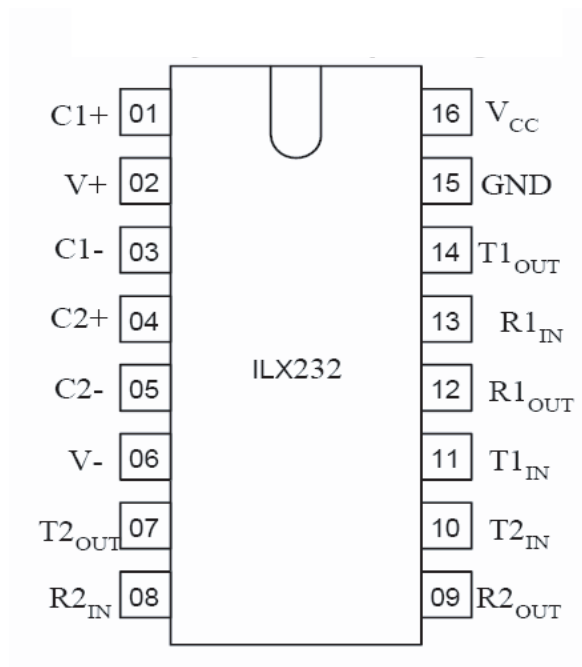 C1+ 01 16 VCC
V+ 02 15 GND
C1- 03 14 T1OUT
C2+ 04 13 R1IN
ILX232
C2- 05 12 R1OUT
V- 06 11 T1IN
T2OUT 07 10 T2IN
R2IN 08 09 R2OUT